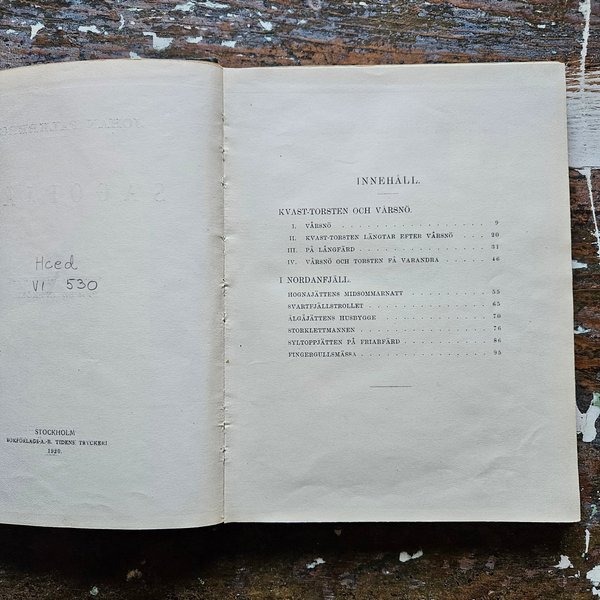 Hced
VI 530
STOCKHOLM
BOKFÖRLAGS-A.-B. TIDENS TRYCKERI
1920.
INNEHÅLL.
KVAST-TORSTEN OCH VÅRSNÖ.
I. VÅRSNÖ . . . . . . . . . . 9
II. KVAST-TORSTEN LÄNGTAR EFTER VÅRSNÖ . . . . . 20
III. PÅ LÅNGFÄRD . . . . . . . . . . 31
IV. VÅRSNÖ OCH TORSTEN FÅ VARANDRA . . . . . . 46
I NORDANFJÄLL.
HOGNAJÄTTENS MIDSOMMARNATT . . . . . . . . . . 55
SVARTFJÄLLSTROLLET . . . . . . . . . . 65
ÄLGAJÄTTENS HUSBYGGE . . . . . . . . . . 70
STORKLETTMANNEN . . . . . . . . . . 76
SYLTOPPJÄTTEN PÅ FRIARFÄRD . . . . . . . . . . 86
FINGERGULLSMÄSSA . . . . . . . . . . 95